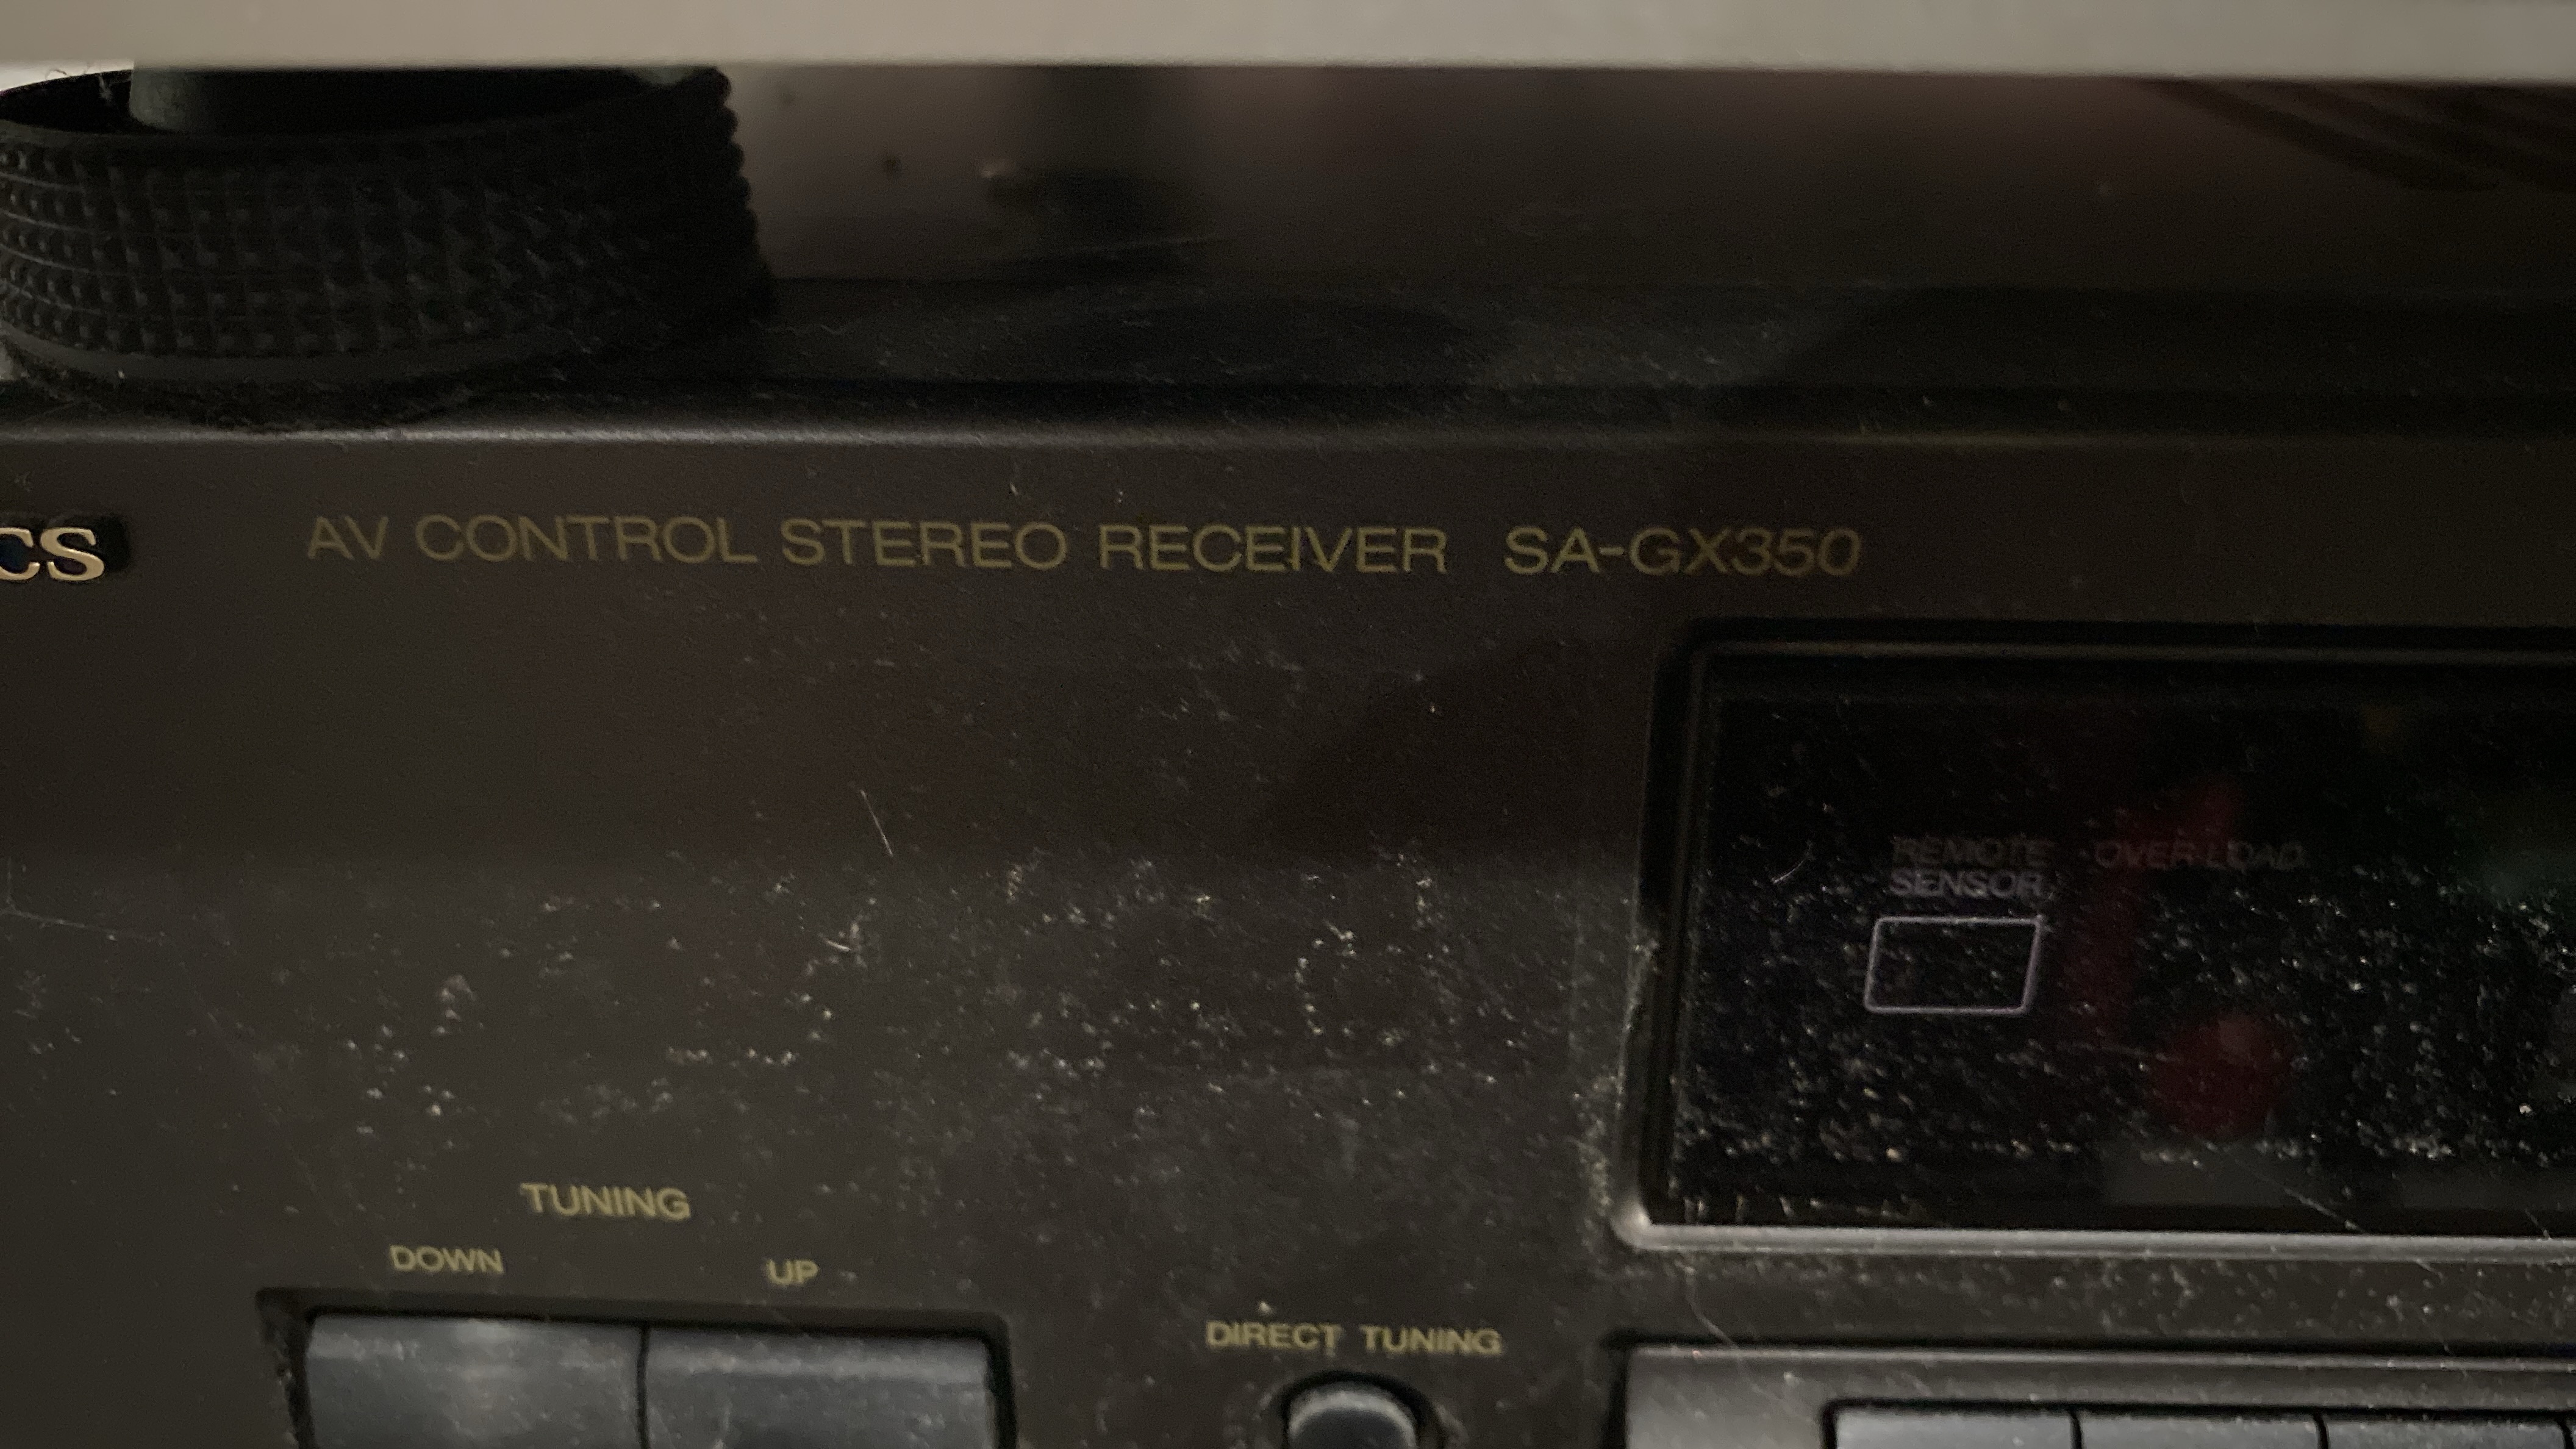 cs AV CONTROL STEREO RECEIVER SA-GX350
REMOTE OVER LOAD
SENSOR
TUNING
DOWN UP
DIRECT TUNING